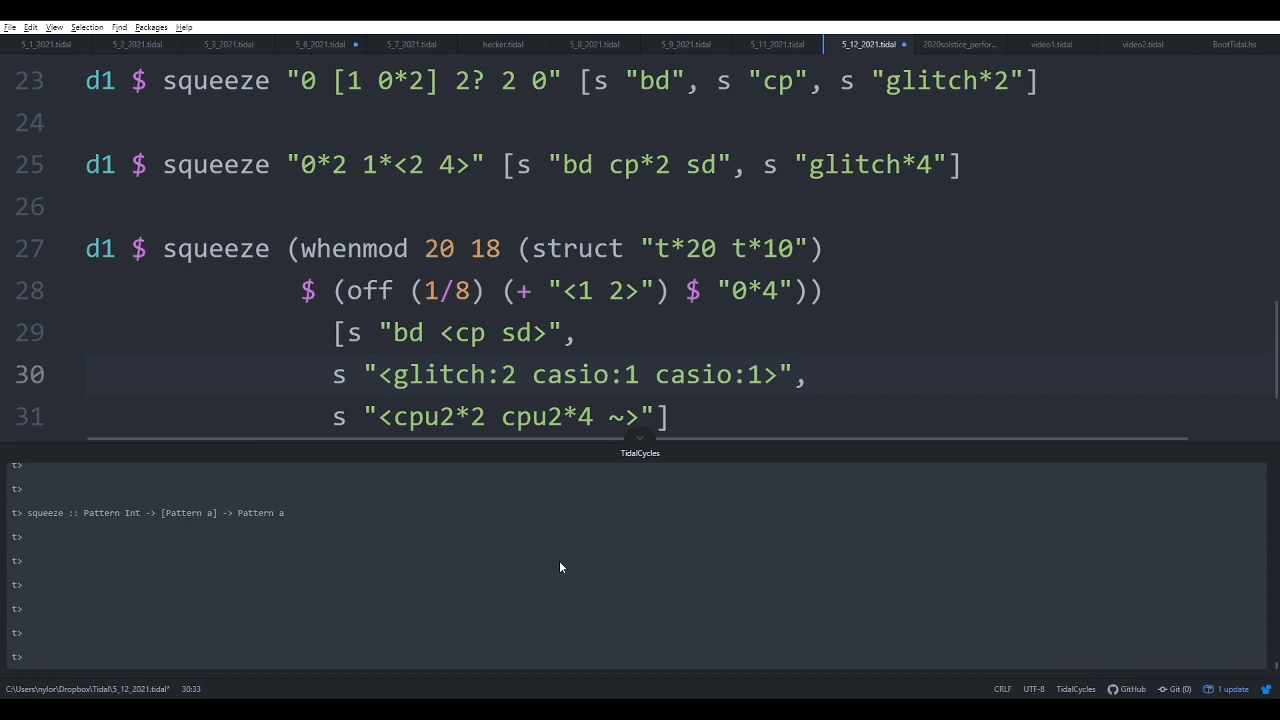 File Edit View Selection Find Packages Help
5_1_2021.tidal 5_2_2021.tidal 5_3_2021.tidal 5_6_2021.tidal 5_7_2021.tidal hecker.tidal 5_8_2021.tidal 5_9_2021.tidal 5_11_2021.tidal 5_12_2021.tidal 2020solstice_perfor... video1.tidal video2.tidal BootTidal.hs
23 d1 $ squeeze "0 [1 0*2] 2? 2 0" [s "bd", s "cp", s "glitch*2"]
24
25 d1 $ squeeze "0*2 1*<2 4>" [s "bd cp*2 sd", s "glitch*4"]
26
27 d1 $ squeeze (whenmod 20 18 (struct "t*20 t*10")
28 $ (off (1/8) (+ "<1 2>") $ "0*4"))
29 [s "bd <cp sd>",
30 s "<glitch:2 casio:1 casio:1>",
31 s "<cpu2*2 cpu2*4 ~>"]
TidalCycles
t>
t>
t> squeeze :: Pattern Int -> [Pattern a] -> Pattern a
t>
t>
t>
t>
t>
t>
C:\Users\nylor\Dropbox\Tidal\5_12_2021.tidal* 30:33 CRLF UTF-8 TidalCycles GitHub Git (0) 1 update